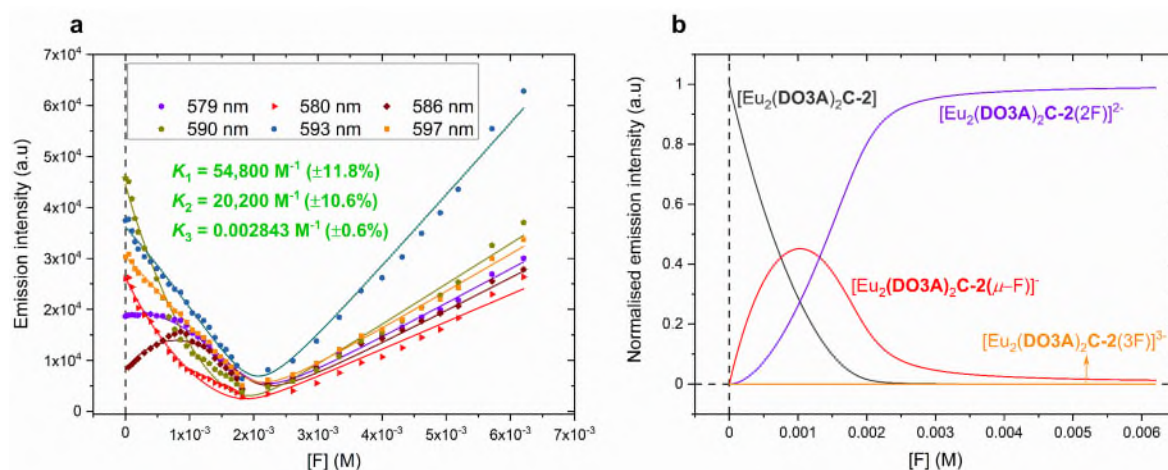 a
7x10⁴
6x10⁴
5x10⁴
4x10⁴
3x10⁴
2x10⁴
1x10⁴
0
Emission intensity (a.u)
579 nm 580 nm 586 nm
590 nm 593 nm 597 nm
K₁ = 54,800 M⁻¹ (±11.8%)
K₂ = 20,200 M⁻¹ (±10.6%)
K₃ = 0.002843 M⁻¹ (±0.6%)
0 1x10⁻³ 2x10⁻³ 3x10⁻³ 4x10⁻³ 5x10⁻³ 6x10⁻³ 7x10⁻³
[F] (M)
b
1
0.8
0.6
0.4
0.2
0
Normalised emission intensity (a.u)
[Eu₂(DO3A)₂C-2]
[Eu₂(DO3A)₂C-2(2F)]²⁻
[Eu₂(DO3A)₂C-2(μ–F)]⁻
[Eu₂(DO3A)₂C-2(3F)]³⁻
0 0.001 0.002 0.003 0.004 0.005 0.006
[F] (M)